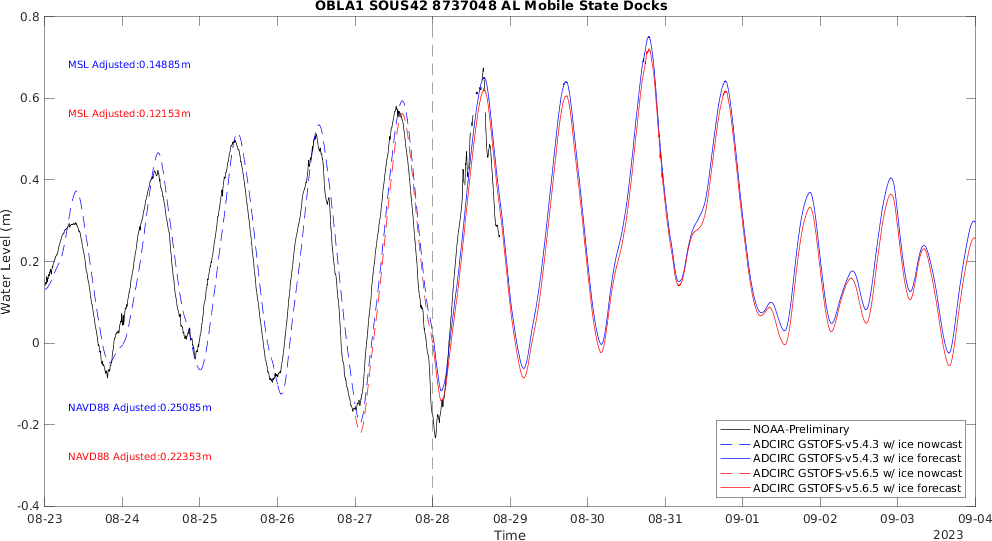 OBLA1 SOUS42 8737048 AL Mobile State Docks
0.8
0.6
0.4
0.2
0
-0.2
-0.4
Water Level (m)
MSL Adjusted:0.14885m
MSL Adjusted:0.12153m
NAVD88 Adjusted:0.25085m
NAVD88 Adjusted:0.22353m
NOAA-Preliminary
ADCIRC GSTOFS-v5.4.3 w/ ice nowcast
ADCIRC GSTOFS-v5.4.3 w/ ice forecast
ADCIRC GSTOFS-v5.6.5 w/ ice nowcast
ADCIRC GSTOFS-v5.6.5 w/ ice forecast
08-23 08-24 08-25 08-26 08-27 08-28 08-29 08-30 08-31 09-01 09-02 09-03 09-04
Time
2023